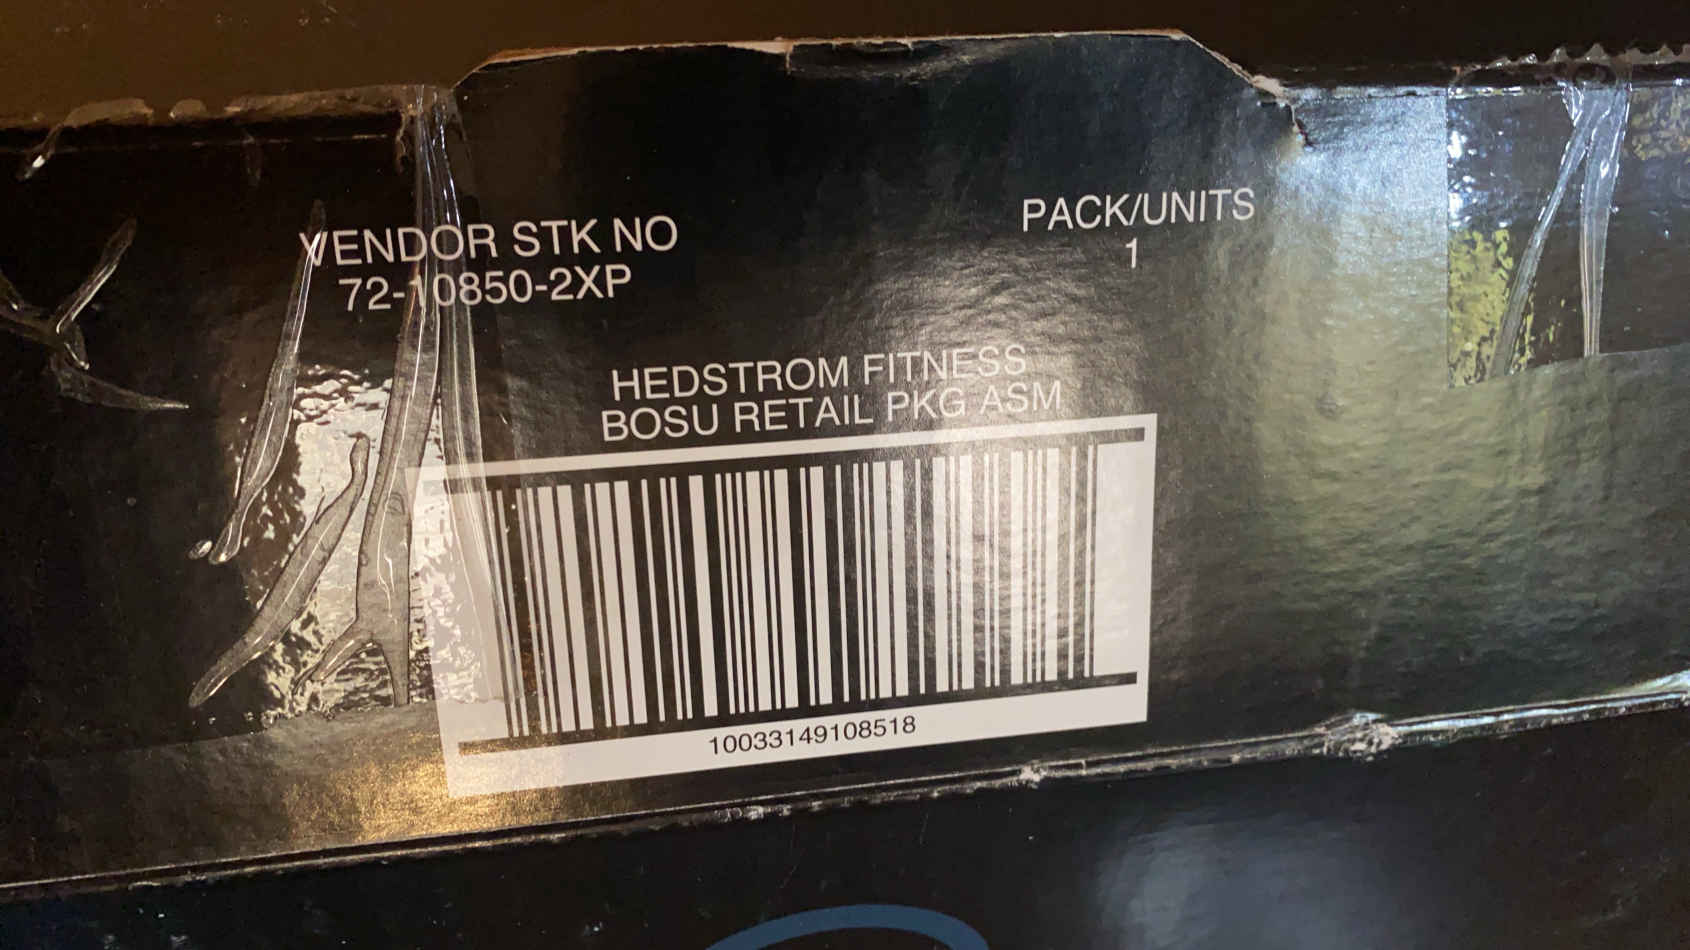 VENDOR STK NO
72-10850-2XP
PACK/UNITS
1
HEDSTROM FITNESS
BOSU RETAIL PKG ASM
10033149108518